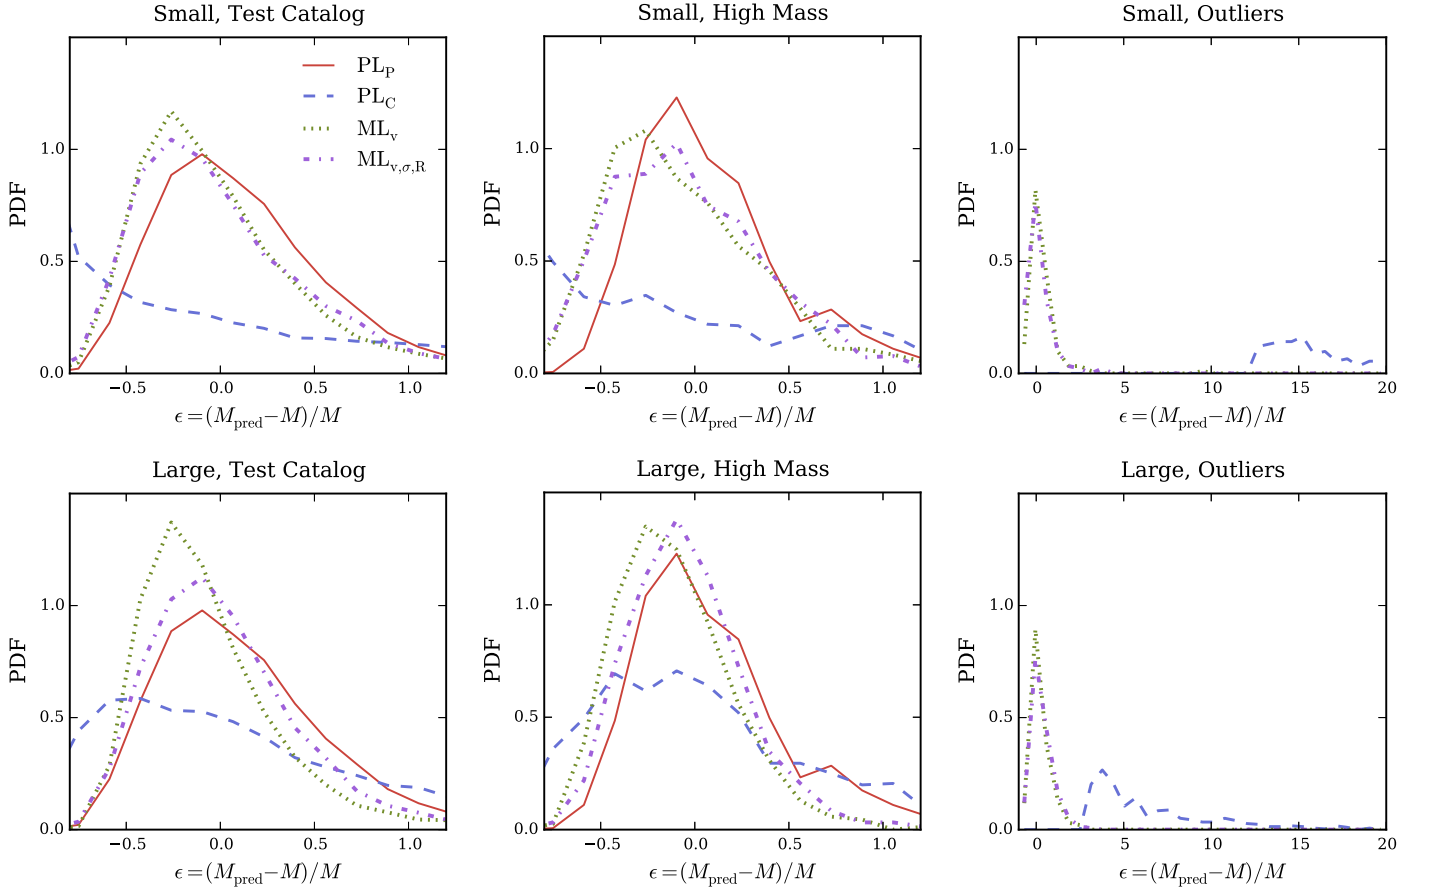 Small, Test Catalog
PDF
1.0
0.5
0.0
−0.5 0.0 0.5 1.0
ϵ=(M_pred−M)/M
PL_P
PL_C
ML_v
ML_v,σ,R
Small, High Mass
PDF
1.0
0.5
0.0
−0.5 0.0 0.5 1.0
ϵ=(M_pred−M)/M
Small, Outliers
PDF
1.0
0.5
0.0
0 5 10 15 20
ϵ=(M_pred−M)/M
Large, Test Catalog
PDF
1.0
0.5
0.0
−0.5 0.0 0.5 1.0
ϵ=(M_pred−M)/M
Large, High Mass
PDF
1.0
0.5
0.0
−0.5 0.0 0.5 1.0
ϵ=(M_pred−M)/M
Large, Outliers
PDF
1.0
0.5
0.0
0 5 10 15 20
ϵ=(M_pred−M)/M